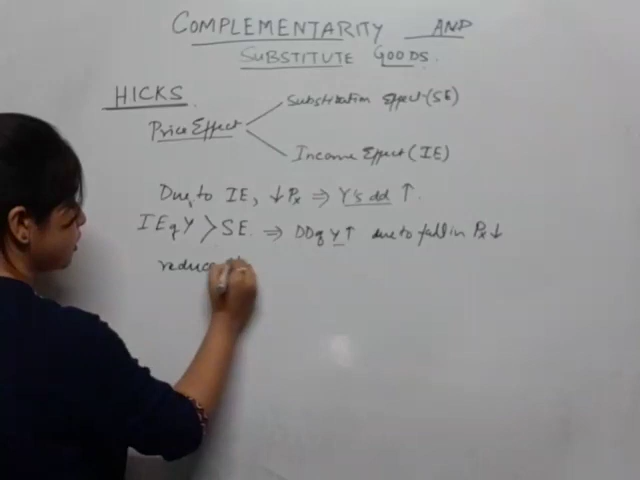 COMPLEMENTARITY AND
SUBSTITUTE GOODS.
HICKS.
Substitution Effect (SE)
Price Effect
Income Effect (IE)
Due to IE, ↓ Px ⇒ Y's dd ↑.
IE of Y > SE. ⇒ DD of Y ↑ due to fall in Px ↓
reduce